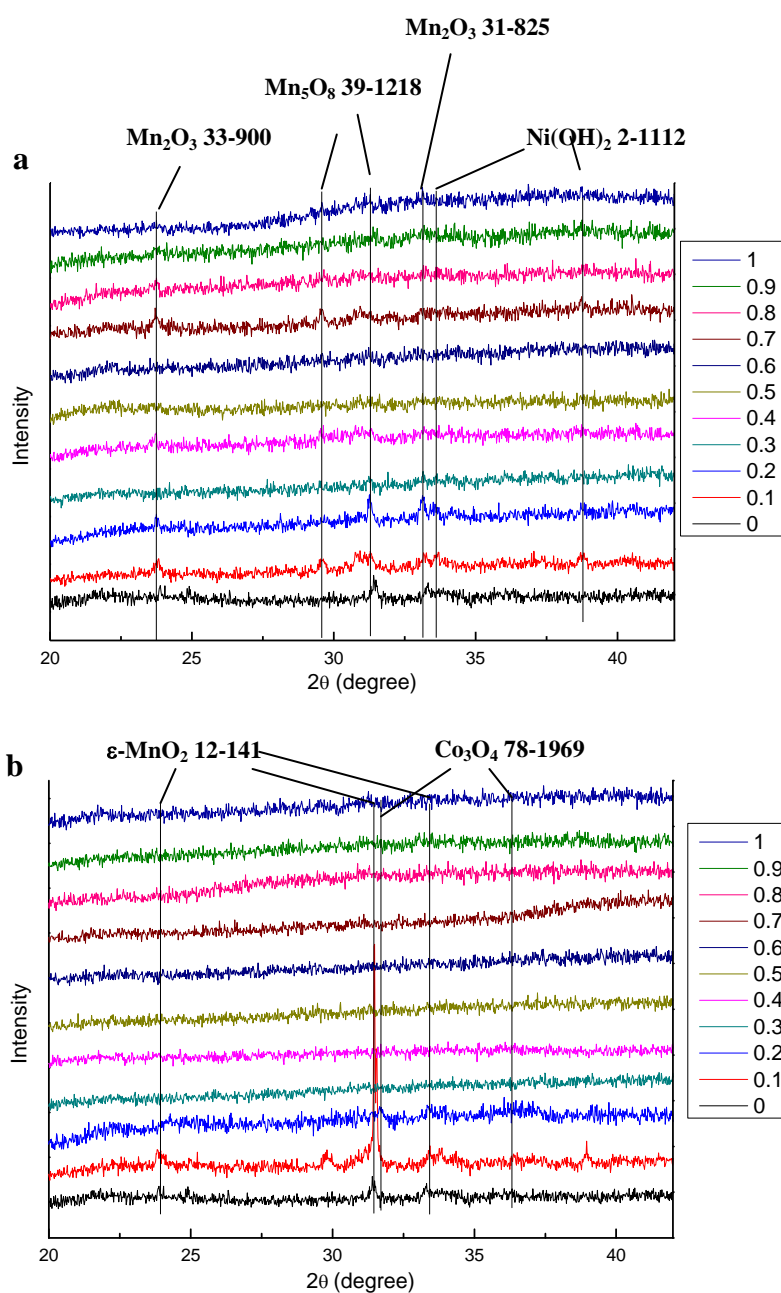 Mn₂O₃ 31-825
Mn₅O₈ 39-1218
Mn₂O₃ 33-900
Ni(OH)₂ 2-1112
a
Intensity
1
0.9
0.8
0.7
0.6
0.5
0.4
0.3
0.2
0.1
0
20 25 30 35 40
2θ (degree)
b
ε-MnO₂ 12-141
Co₃O₄ 78-1969
Intensity
1
0.9
0.8
0.7
0.6
0.5
0.4
0.3
0.2
0.1
0
20 25 30 35 40
2θ (degree)